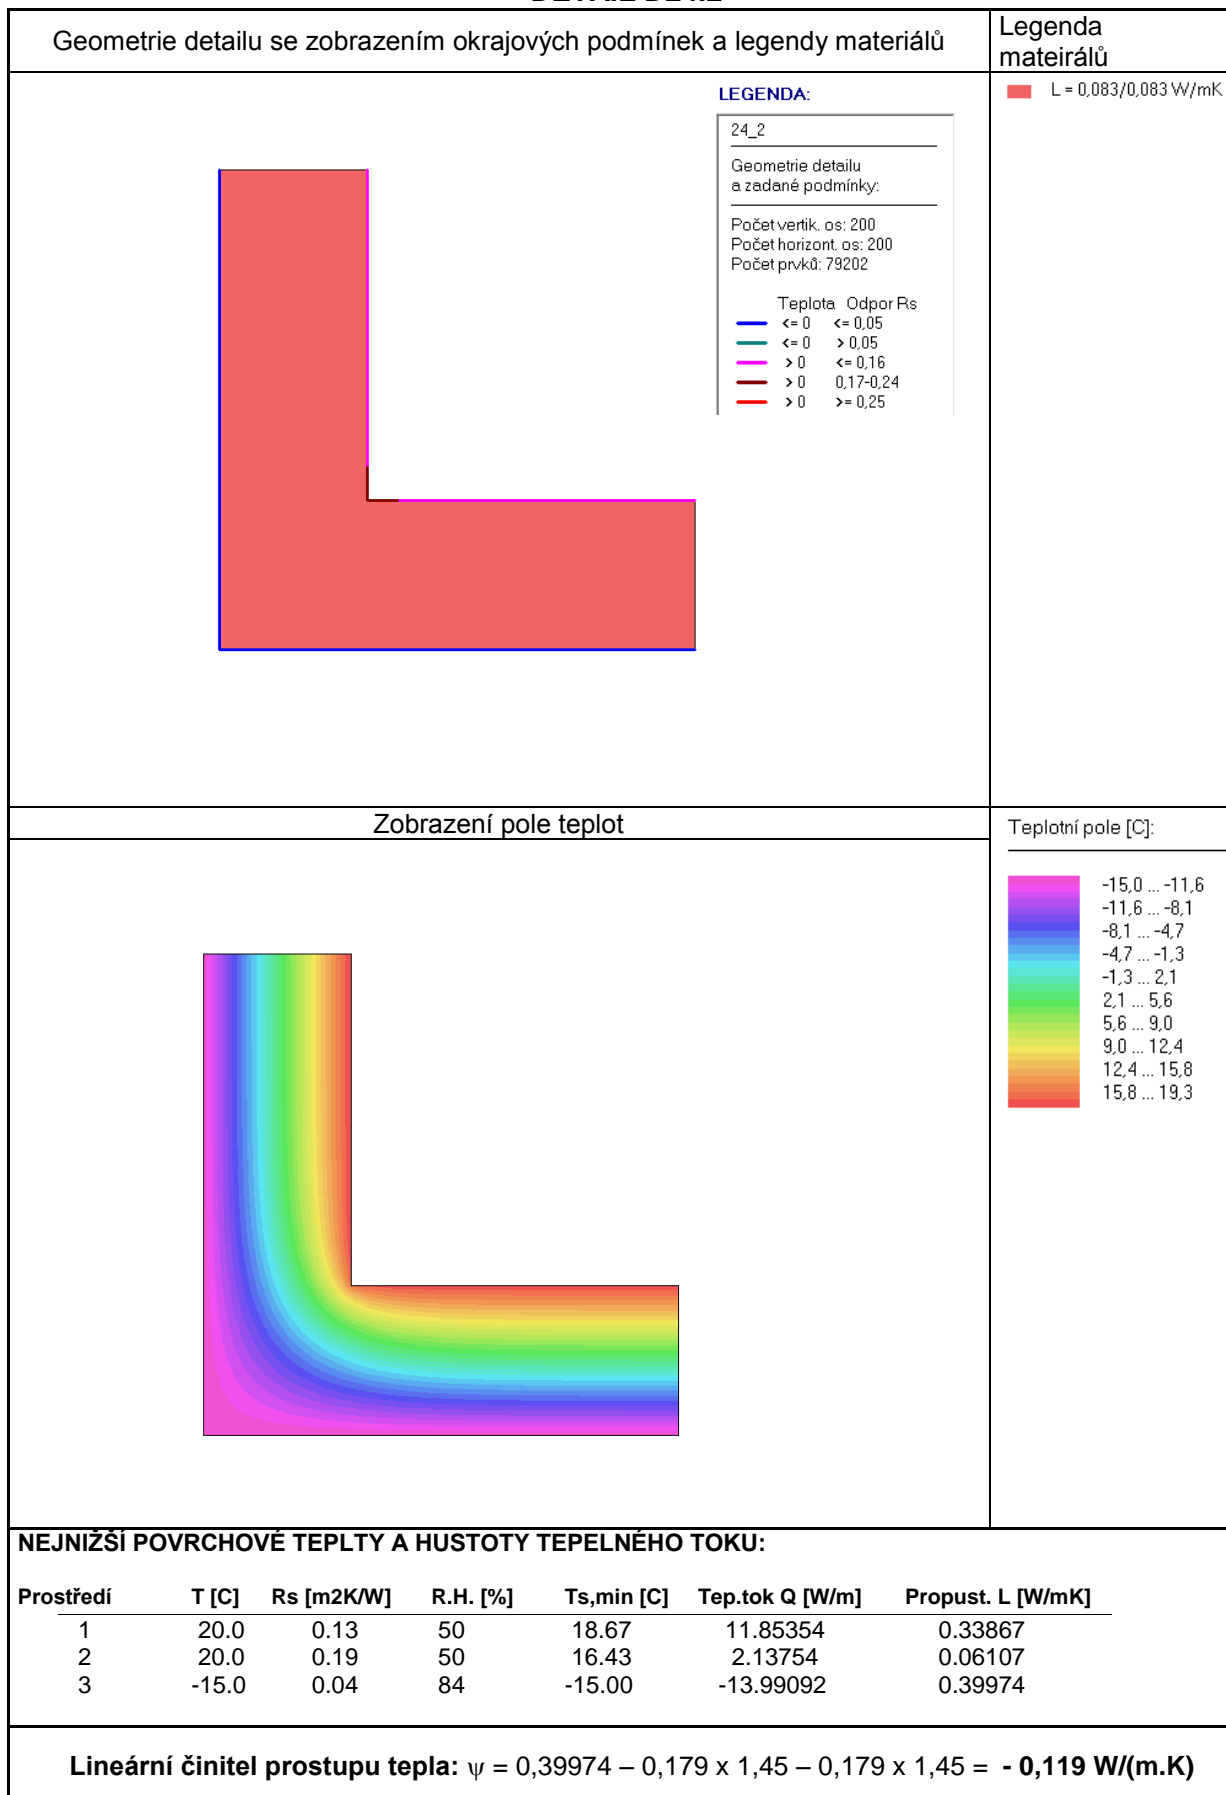 Geometrie detailu se zobrazením okrajových podmínek a legendy materiálů
Legenda
mateirálů
LEGENDA:
24_2
Geometrie detailu
a zadané podmínky:
Počet vertik. os: 200
Počet horizont. os: 200
Počet prvků: 79202
Teplota Odpor Rs
<= 0 <= 0,05
<= 0 > 0,05
> 0 <= 0,16
> 0 0,17-0,24
> 0 >= 0,25
L = 0,083/0,083 W/mK
Zobrazení pole teplot
Teplotní pole [C]:
-15,0 ... -11,6
-11,6 ... -8,1
-8,1 ... -4,7
-4,7 ... -1,3
-1,3 ... 2,1
2,1 ... 5,6
5,6 ... 9,0
9,0 ... 12,4
12,4 ... 15,8
15,8 ... 19,3
NEJNIŽŠÍ POVRCHOVÉ TEPLTY A HUSTOTY TEPELNÉHO TOKU:
Prostředí T [C] Rs [m2K/W] R.H. [%] Ts,min [C] Tep.tok Q [W/m] Propust. L [W/mK]
1 20.0 0.13 50 18.67 11.85354 0.33867
2 20.0 0.19 50 16.43 2.13754 0.06107
3 -15.0 0.04 84 -15.00 -13.99092 0.39974
Lineární činitel prostupu tepla: ψ = 0,39974 – 0,179 x 1,45 – 0,179 x 1,45 = - 0,119 W/(m.K)